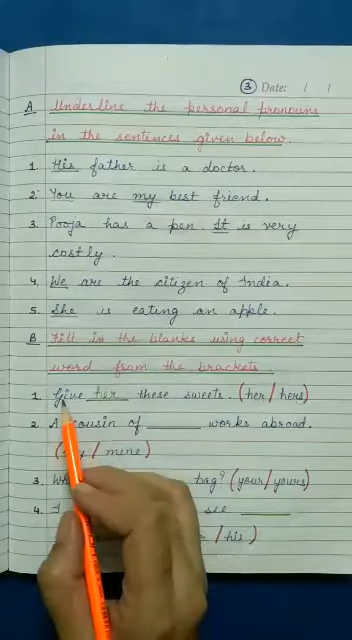 3 Date: / /
A Underline the personal pronouns
in the sentences given below.
1. His father is a doctor.
2. You are my best friend.
3. Pooja has a pen. It is very
costly.
4. We are the citizen of India.
5. She is eating an apple.
B Fill in the blanks using correct
word from the brackets.
1. Give her these sweets. (her/hers)
2. A cousin of ______ works abroad.
/ mine)
3. bag? (your/yours)
4. I see ______
/his)